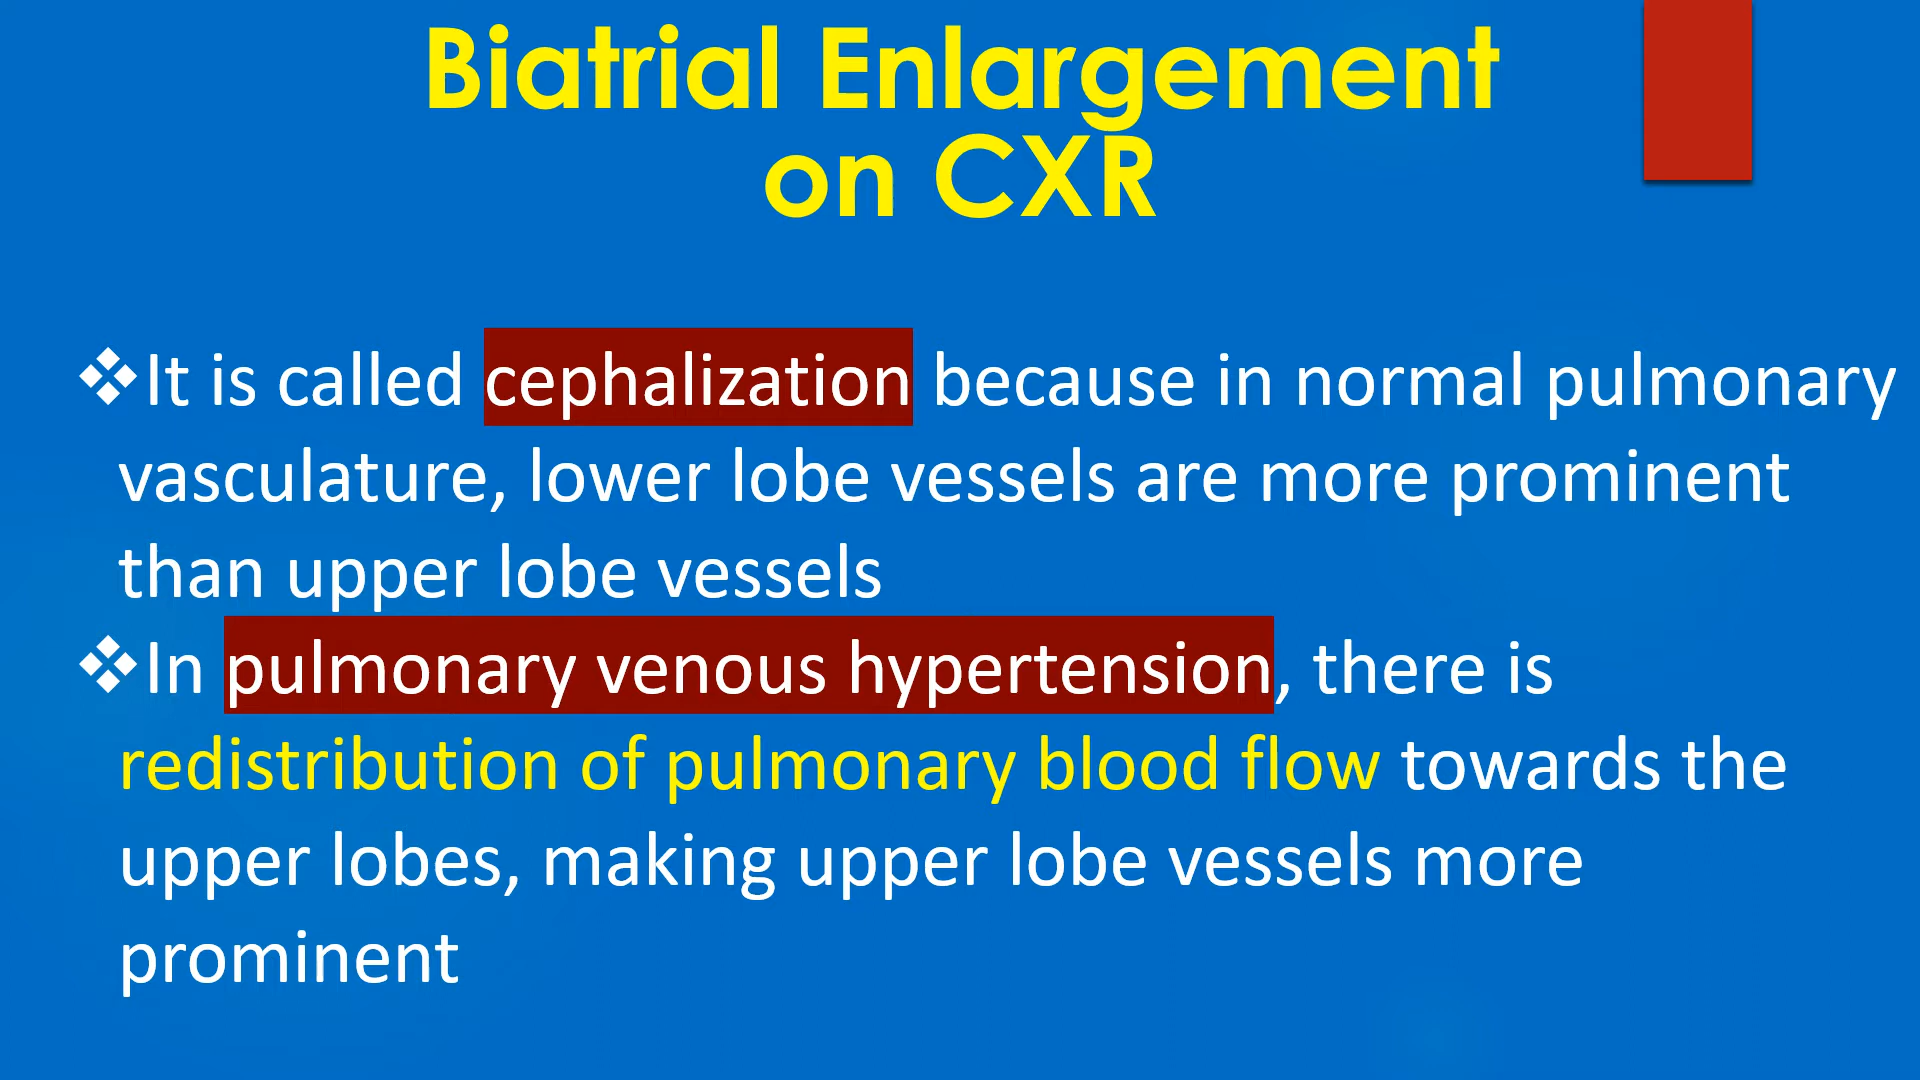 Biatrial Enlargement
on CXR
❖It is called cephalization because in normal pulmonary
vasculature, lower lobe vessels are more prominent
than upper lobe vessels
❖In pulmonary venous hypertension, there is
redistribution of pulmonary blood flow towards the
upper lobes, making upper lobe vessels more
prominent